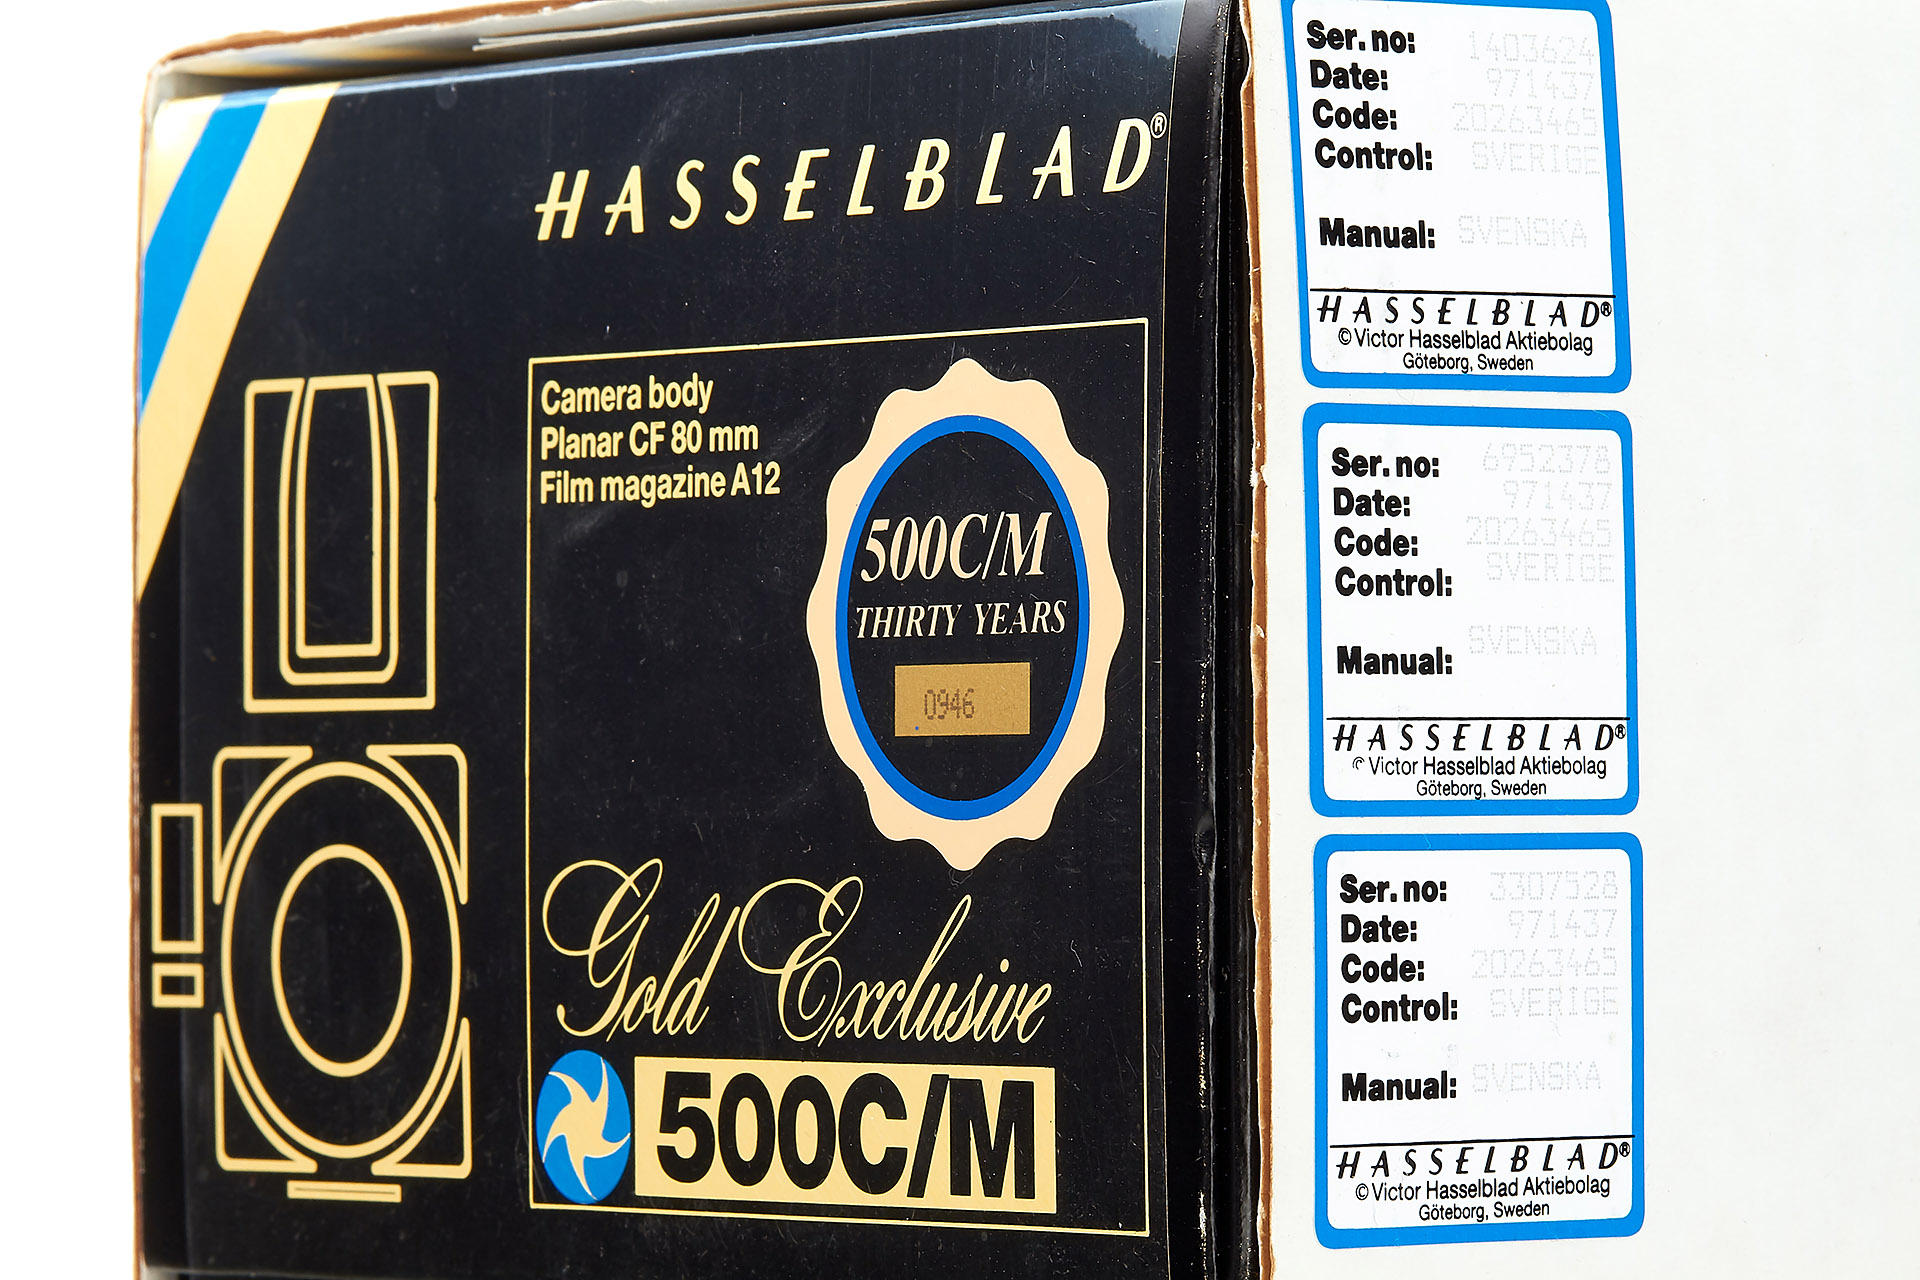 HASSELBLAD®
Camera body
Planar CF 80 mm
Film magazine A12
500C/M
THIRTY YEARS
0946
Gold Exclusive
500C/M
Ser. no: 1403624
Date: 971437
Code: 20263465
Control: SVERIGE
Manual: SVENSKA
HASSELBLAD®
© Victor Hasselblad Aktiebolag
Göteborg, Sweden
Ser. no: 6952378
Date: 971437
Code: 20263465
Control: SVERIGE
Manual: SVENSKA
HASSELBLAD®
© Victor Hasselblad Aktiebolag
Göteborg, Sweden
Ser. no: 3307528
Date: 971437
Code: 20263465
Control: SVERIGE
Manual: SVENSKA
HASSELBLAD®
© Victor Hasselblad Aktiebolag
Göteborg, Sweden